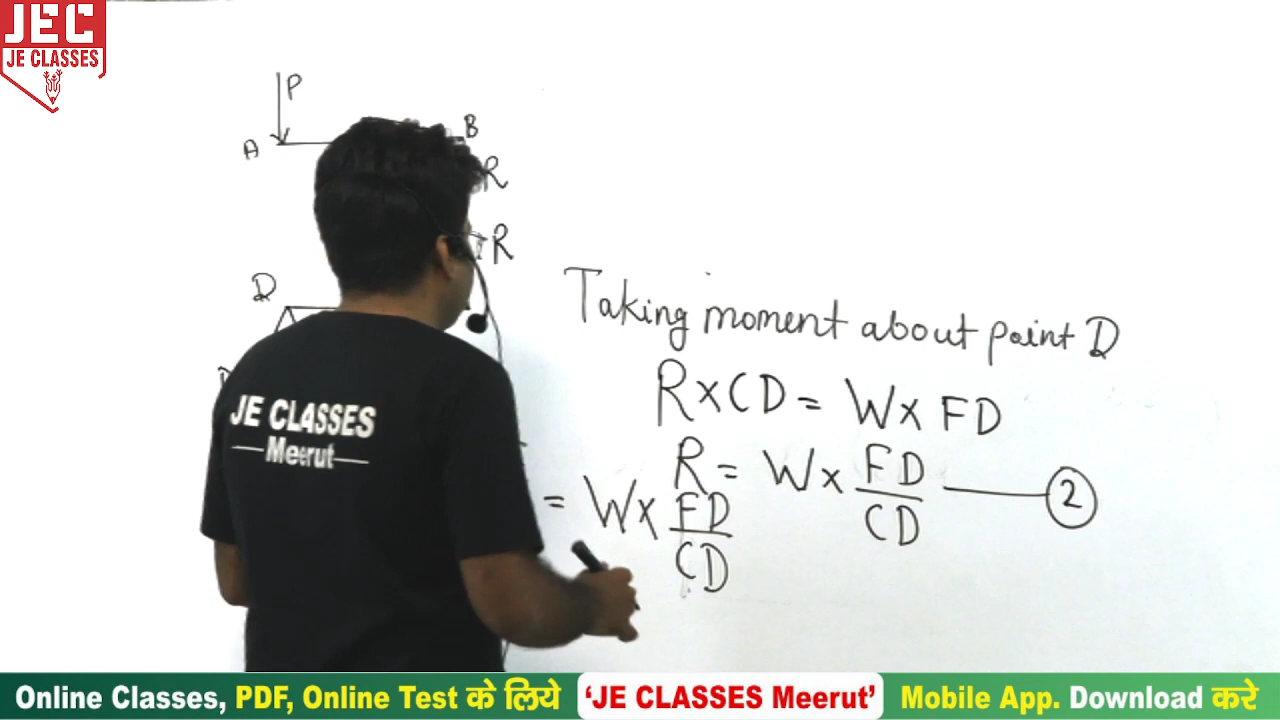 JEC
JE CLASSES
P
A
B
R
R
D
Taking moment about point D
R×CD = W× FD
R = W× FD/CD —— 2
= W× FD/CD
JE CLASSES
—Meerut—
Online Classes, PDF, Online Test के लिये 'JE CLASSES Meerut' Mobile App. Download करे